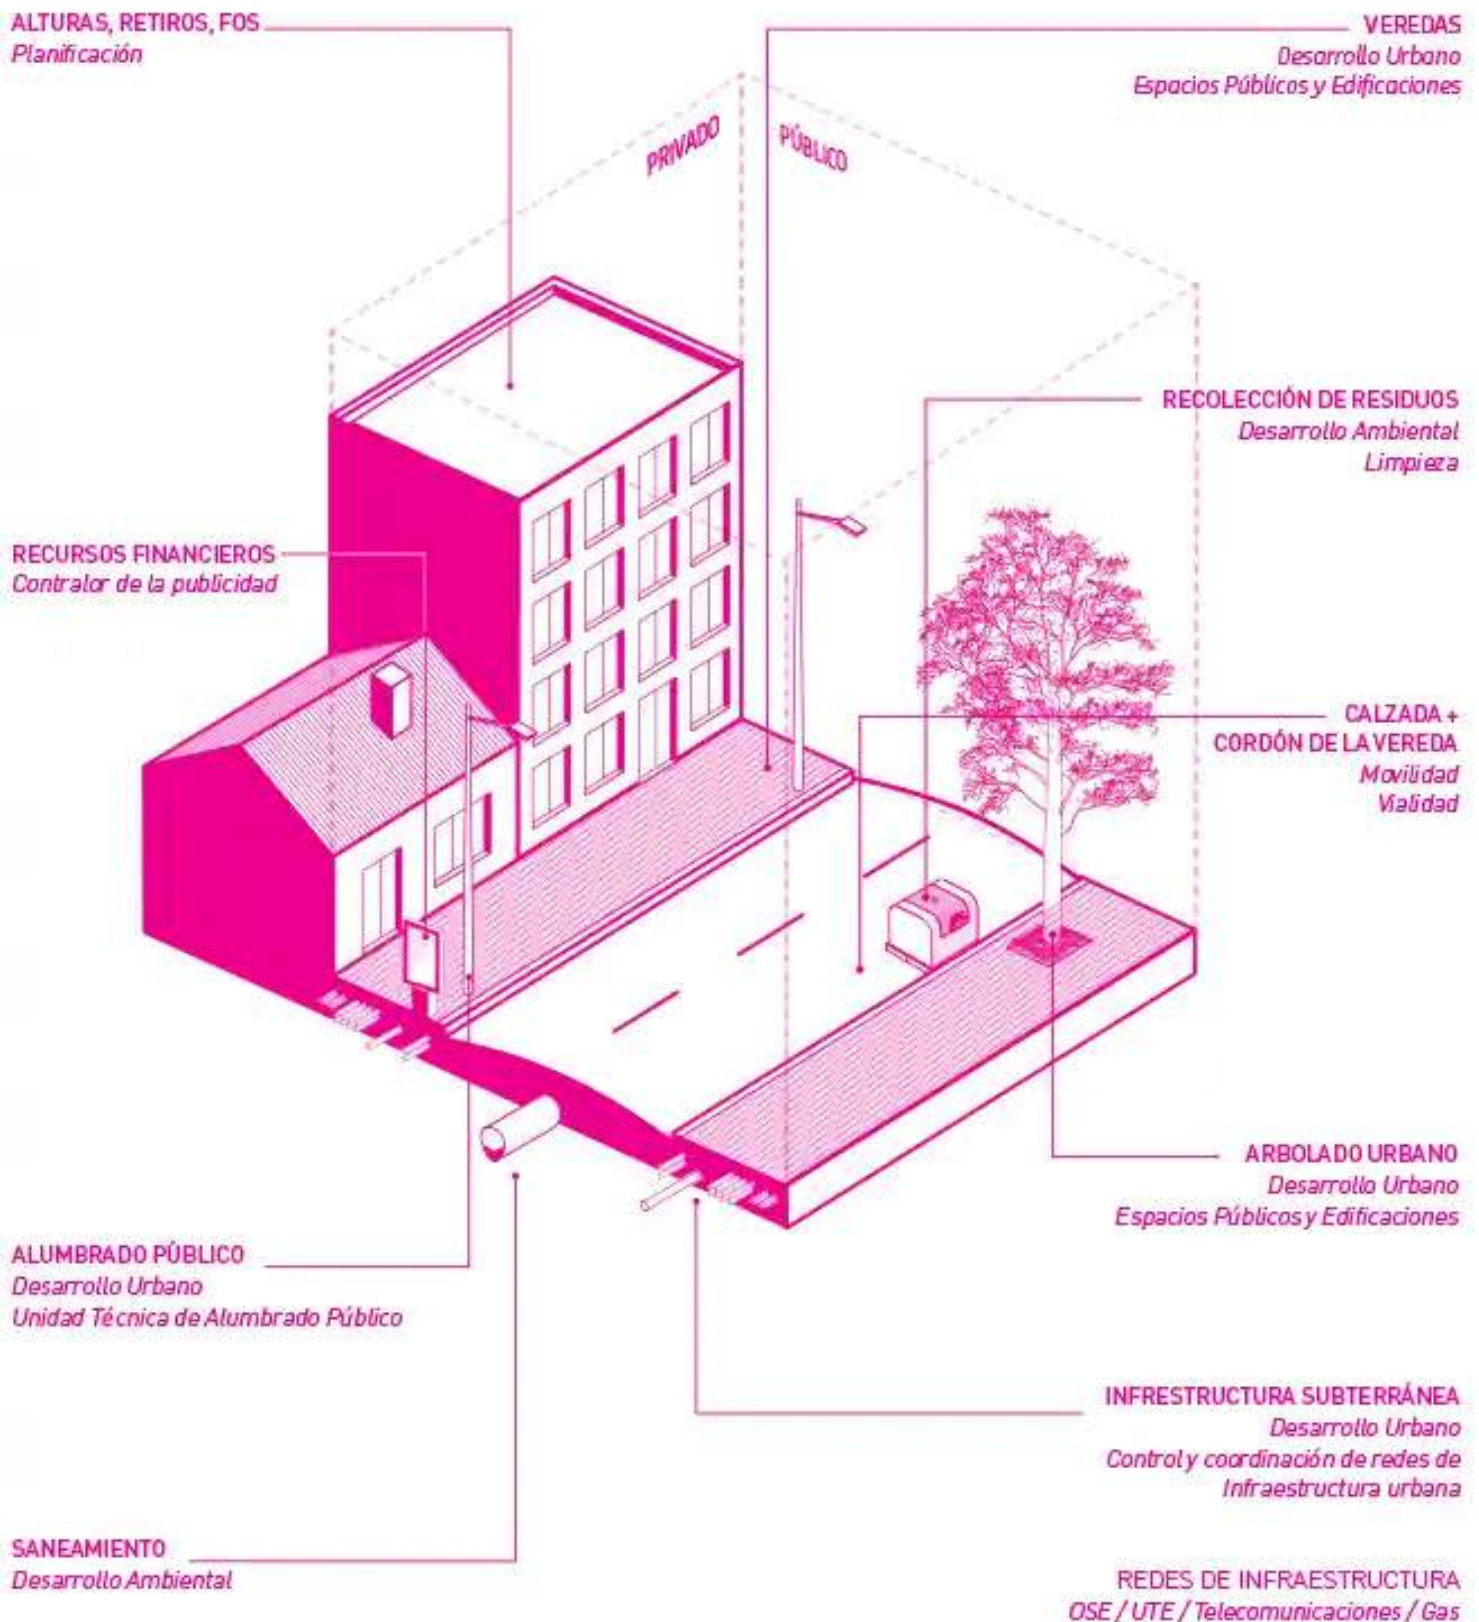 ALTURAS, RETIROS, FOS
Planificación
VEREDAS
Desarrollo Urbano
Espacios Públicos y Edificaciones
PRIVADO
PÚBLICO
RECOLECCIÓN DE RESIDUOS
Desarrollo Ambiental
Limpieza
RECURSOS FINANCIEROS
Contralor de la publicidad
CALZADA +
CORDÓN DE LA VEREDA
Movilidad
Vialidad
ARBOLADO URBANO
Desarrollo Urbano
Espacios Públicos y Edificaciones
ALUMBRADO PÚBLICO
Desarrollo Urbano
Unidad Técnica de Alumbrado Público
INFRESTRUCTURA SUBTERRÁNEA
Desarrollo Urbano
Control y coordinación de redes de
Infraestructura urbana
SANEAMIENTO
Desarrollo Ambiental
REDES DE INFRAESTRUCTURA
OSE / UTE / Telecomunicaciones / Gas